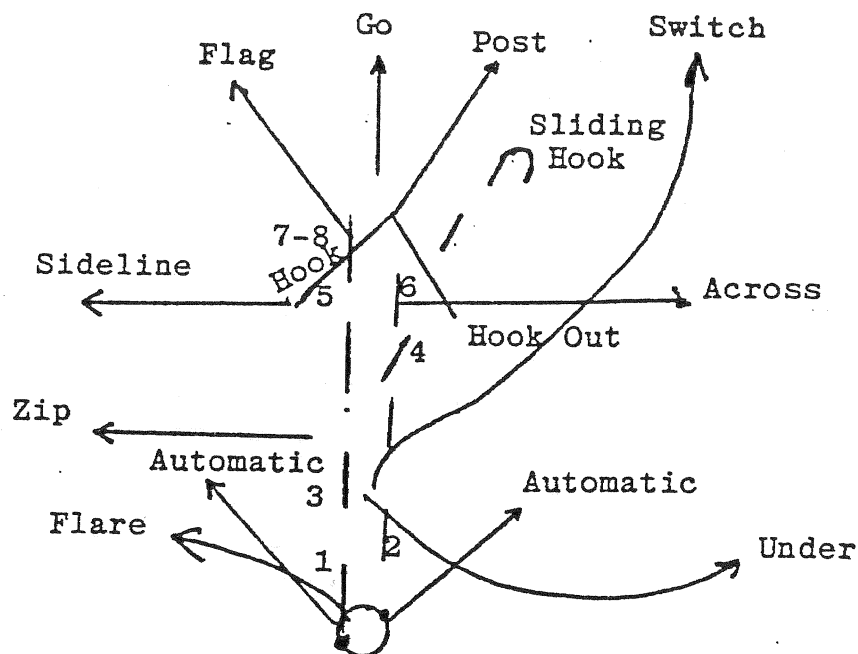 Go
Switch
Flag
Post
Sliding
Hook
7-8
Hook
Sideline
5
6
Across
4
Hook Out
Zip
Automatic
3
Automatic
Flare
1
2
Under